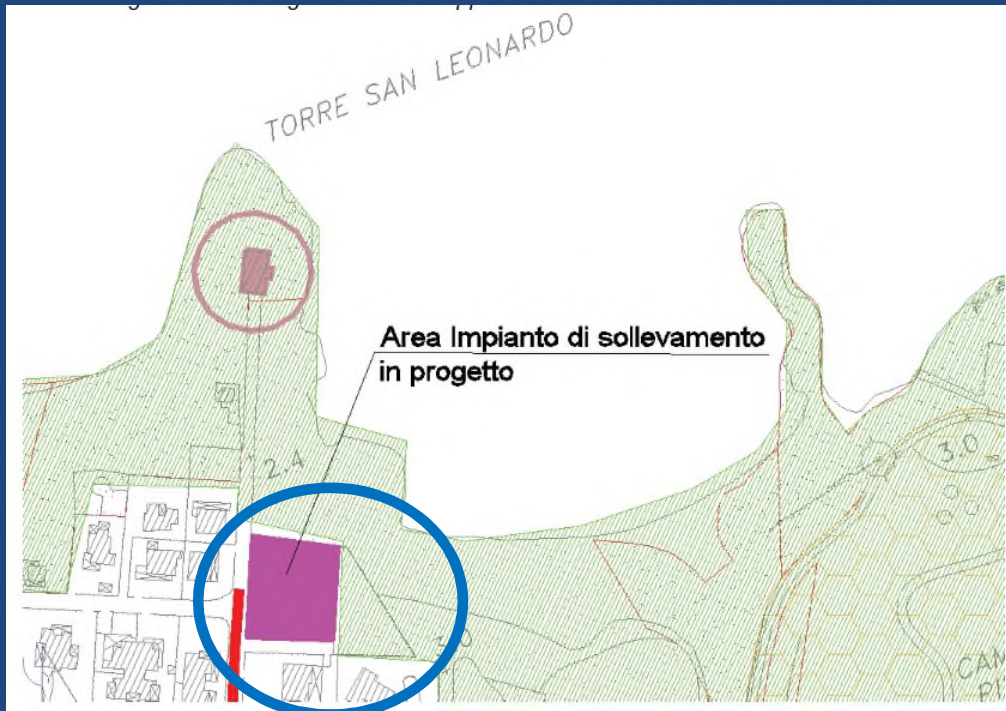 TORRE SAN LEONARDO
Area Impianto di sollevamento
in progetto
2.4
3.0